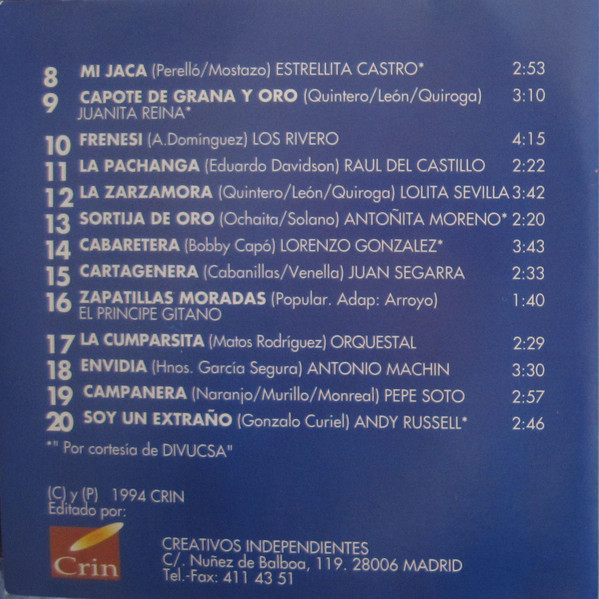 8 MI JACA (Perelló/Mostazo) ESTRELLITA CASTRO* 2:53
9 CAPOTE DE GRANA Y ORO (Quintero/León/Quiroga) 3:10
JUANITA REINA*
10 FRENESI (A.Domínguez) LOS RIVERO 4:15
11 LA PACHANGA (Eduardo Davidson) RAUL DEL CASTILLO 2:22
12 LA ZARZAMORA (Quintero/León/Quiroga) LOLITA SEVILLA 3:42
13 SORTIJA DE ORO (Ochaita/Solano) ANTOÑITA MORENO* 2:20
14 CABARETERA (Bobby Capó) LORENZO GONZALEZ* 3:43
15 CARTAGENERA (Cabanillas/Venella) JUAN SEGARRA 2:33
16 ZAPATILLAS MORADAS (Popular. Adap: Arroyo) 1:40
EL PRINCIPE GITANO
17 LA CUMPARSITA (Matos Rodríguez) ORQUESTAL 2:29
18 ENVIDIA (Hnos. García Segura) ANTONIO MACHIN 3:30
19 CAMPANERA (Naranjo/Murillo/Monreal) PEPE SOTO 2:57
20 SOY UN EXTRAÑO (Gonzalo Curiel) ANDY RUSSELL* 2:46
*" Por cortesía de DIVUCSA"
(C) y (P) 1994 CRIN
Editado por:
Crin
CREATIVOS INDEPENDIENTES
C/. Nuñez de Balboa, 119. 28006 MADRID
Tel.-Fax: 411 43 51